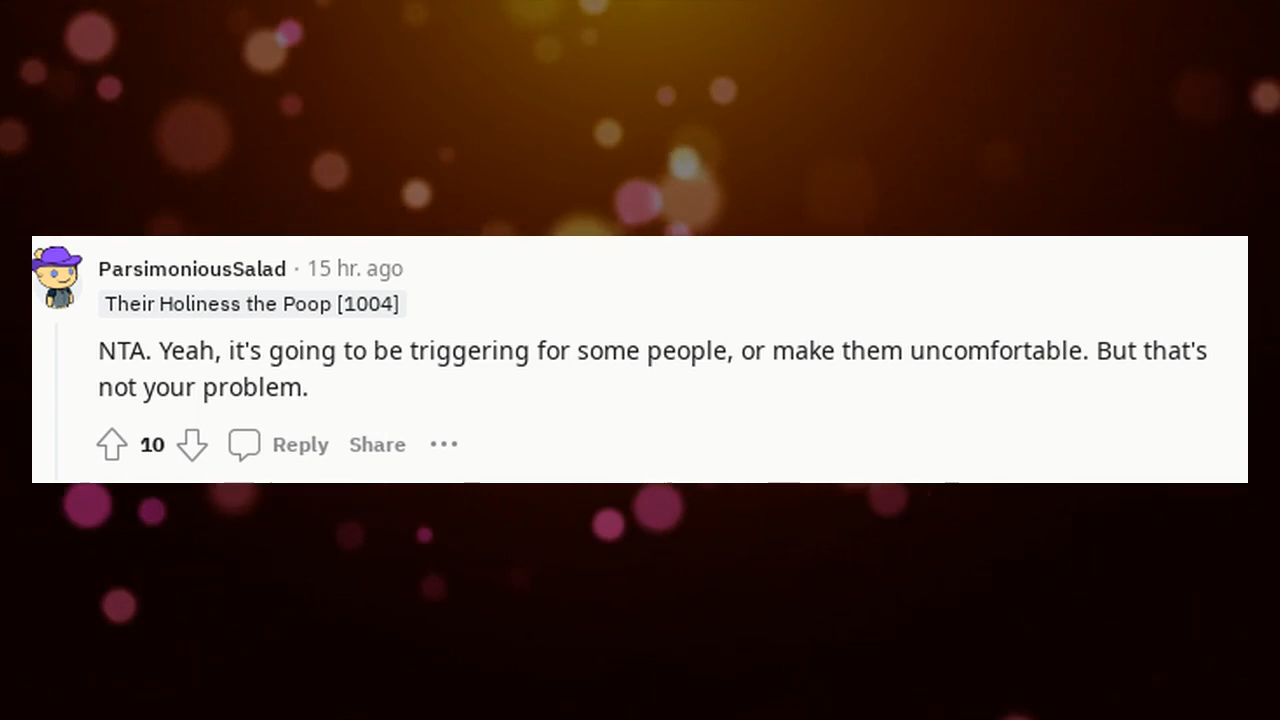 ParsimoniousSalad · 15 hr. ago
Their Holiness the Poop [1004]
NTA. Yeah, it's going to be triggering for some people, or make them uncomfortable. But that's
not your problem.
10 Reply Share ···